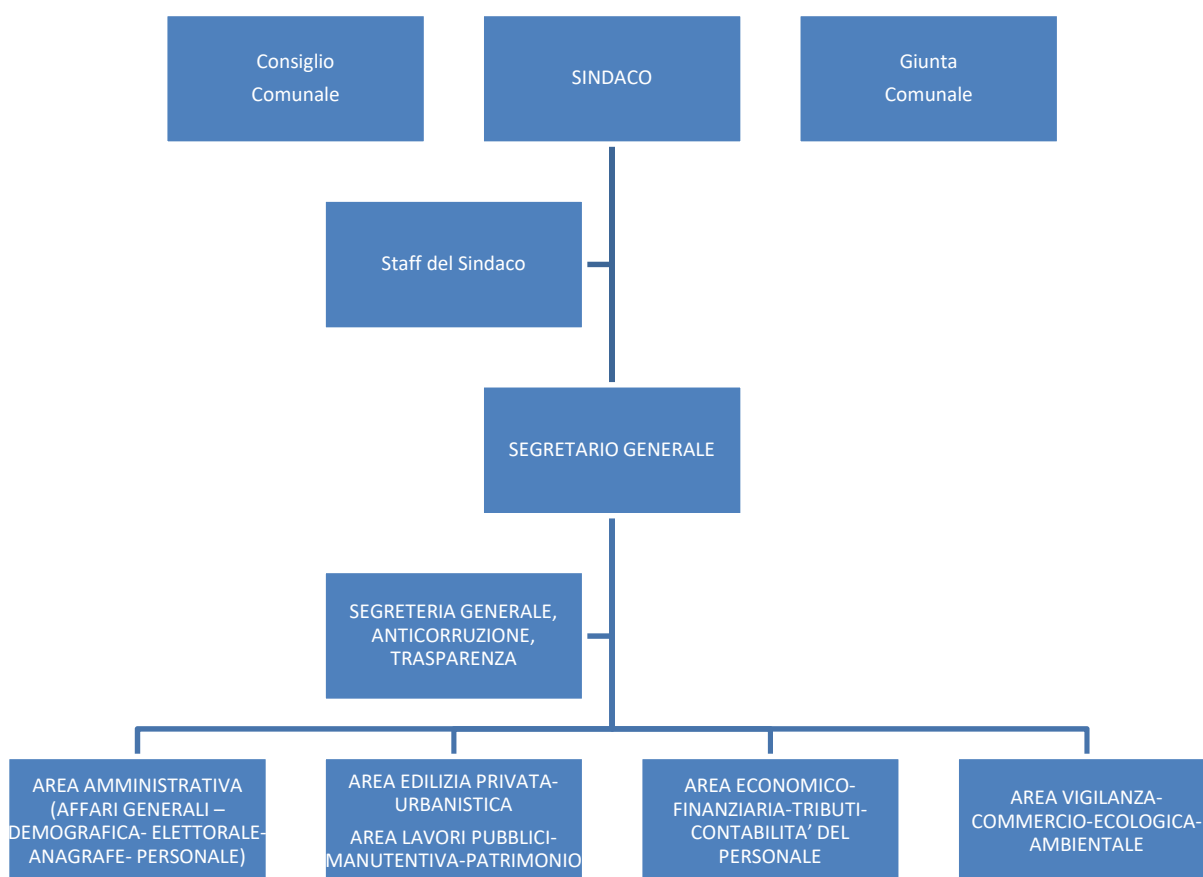 Consiglio
Comunale
SINDACO
Giunta
Comunale
Staff del Sindaco
SEGRETARIO GENERALE
SEGRETERIA GENERALE,
ANTICORRUZIONE,
TRASPARENZA
AREA AMMINISTRATIVA
(AFFARI GENERALI –
DEMOGRAFICA- ELETTORALE-
ANAGRAFE- PERSONALE)
AREA EDILIZIA PRIVATA-
URBANISTICA
AREA LAVORI PUBBLICI-
MANUTENTIVA-PATRIMONIO
AREA ECONOMICO-
FINANZIARIA-TRIBUTI-
CONTABILITA’ DEL
PERSONALE
AREA VIGILANZA-
COMMERCIO-ECOLOGICA-
AMBIENTALE